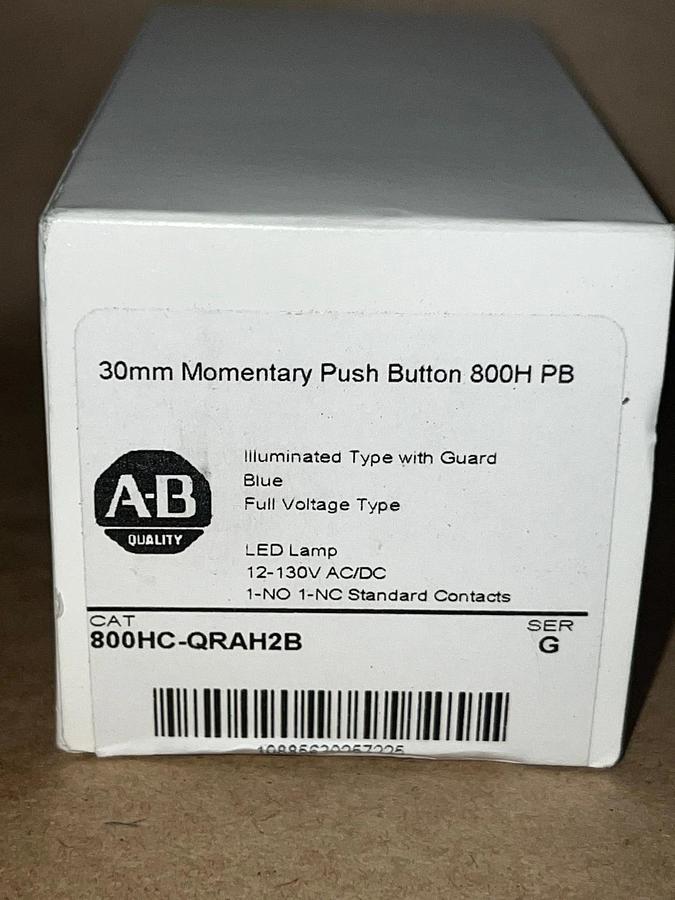 30mm Momentary Push Button 800H PB
Illuminated Type with Guard
Blue
Full Voltage Type
A-B
QUALITY
LED Lamp
12-130V AC/DC
1-NO 1-NC Standard Contacts
CAT
800HC-QRAH2B
SER
G